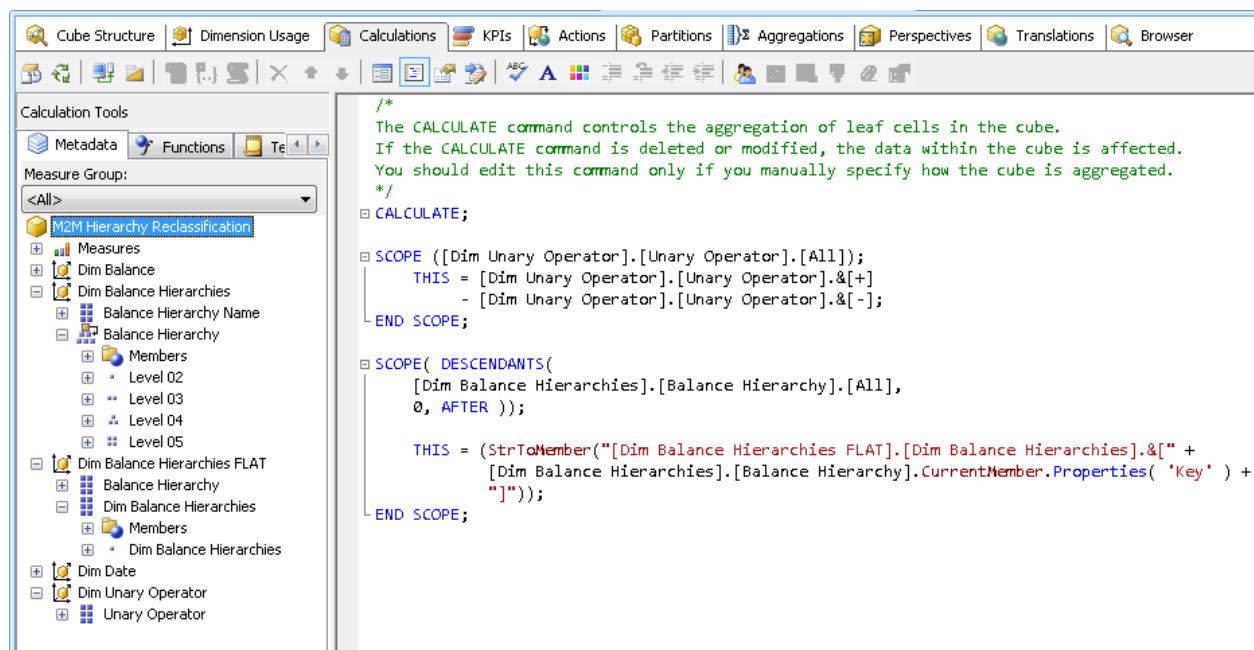 Cube Structure Dimension Usage Calculations KPIs Actions Partitions Aggregations Perspectives Translations Browser
Calculation Tools
Metadata Functions Te
Measure Group:
<All>
M2M Hierarchy Reclassification
Measures
Dim Balance
Dim Balance Hierarchies
Balance Hierarchy Name
Balance Hierarchy
Members
Level 02
Level 03
Level 04
Level 05
Dim Balance Hierarchies FLAT
Balance Hierarchy
Dim Balance Hierarchies
Members
Dim Balance Hierarchies
Dim Date
Dim Unary Operator
Unary Operator
/*
The CALCULATE command controls the aggregation of leaf cells in the cube.
If the CALCULATE command is deleted or modified, the data within the cube is affected.
You should edit this command only if you manually specify how the cube is aggregated.
*/
CALCULATE;
SCOPE ([Dim Unary Operator].[Unary Operator].[All]);
THIS = [Dim Unary Operator].[Unary Operator].&[+]
- [Dim Unary Operator].[Unary Operator].&[-];
END SCOPE;
SCOPE( DESCENDANTS(
[Dim Balance Hierarchies].[Balance Hierarchy].[All],
0, AFTER ));
THIS = (StrToMember("[Dim Balance Hierarchies FLAT].[Dim Balance Hierarchies].&[" +
[Dim Balance Hierarchies].[Balance Hierarchy].CurrentMember.Properties( 'Key' ) +
"]"));
END SCOPE;